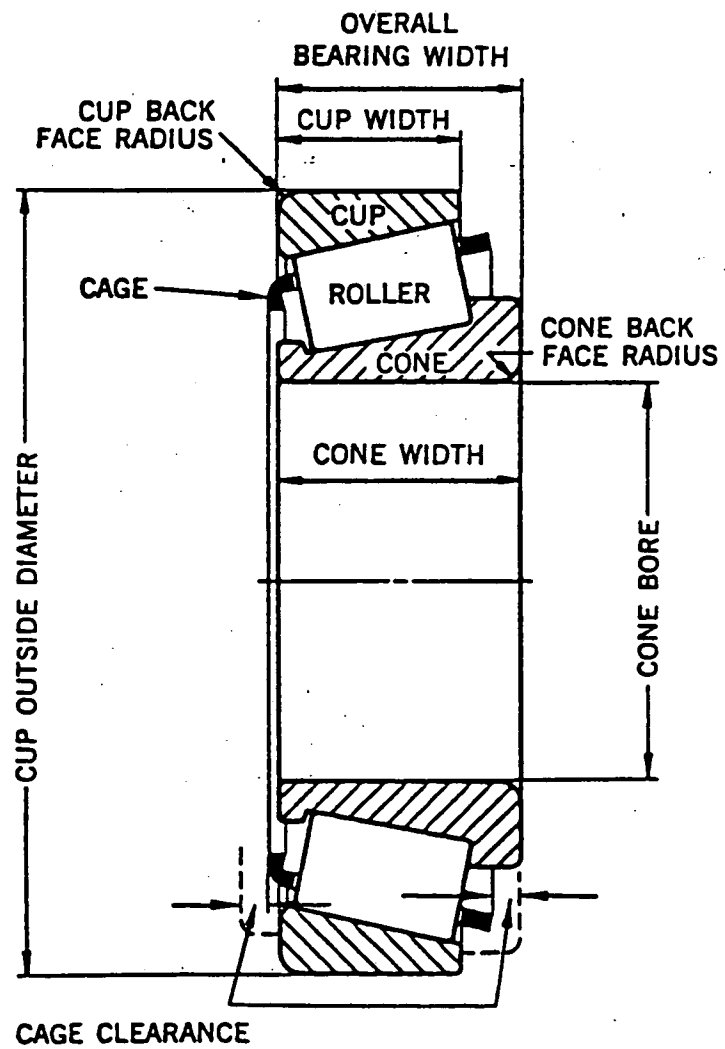 OVERALL
BEARING WIDTH
CUP BACK
FACE RADIUS
CUP WIDTH
CUP
CAGE
ROLLER
CONE BACK
FACE RADIUS
CONE
CONE WIDTH
CUP OUTSIDE DIAMETER
CONE BORE
CAGE CLEARANCE